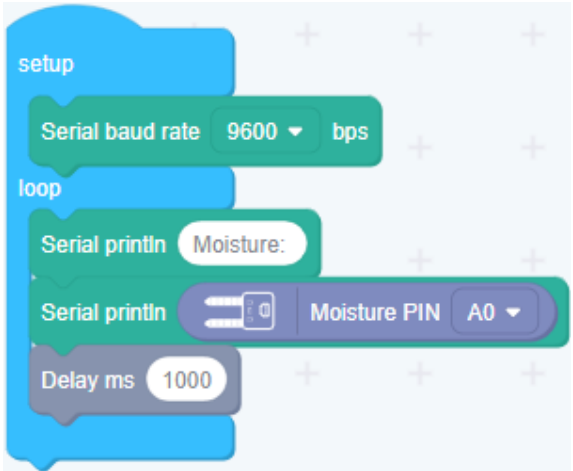 setup
Serial baud rate 9600 bps
loop
Serial println Moisture:
Serial println Moisture PIN A0
Delay ms 1000